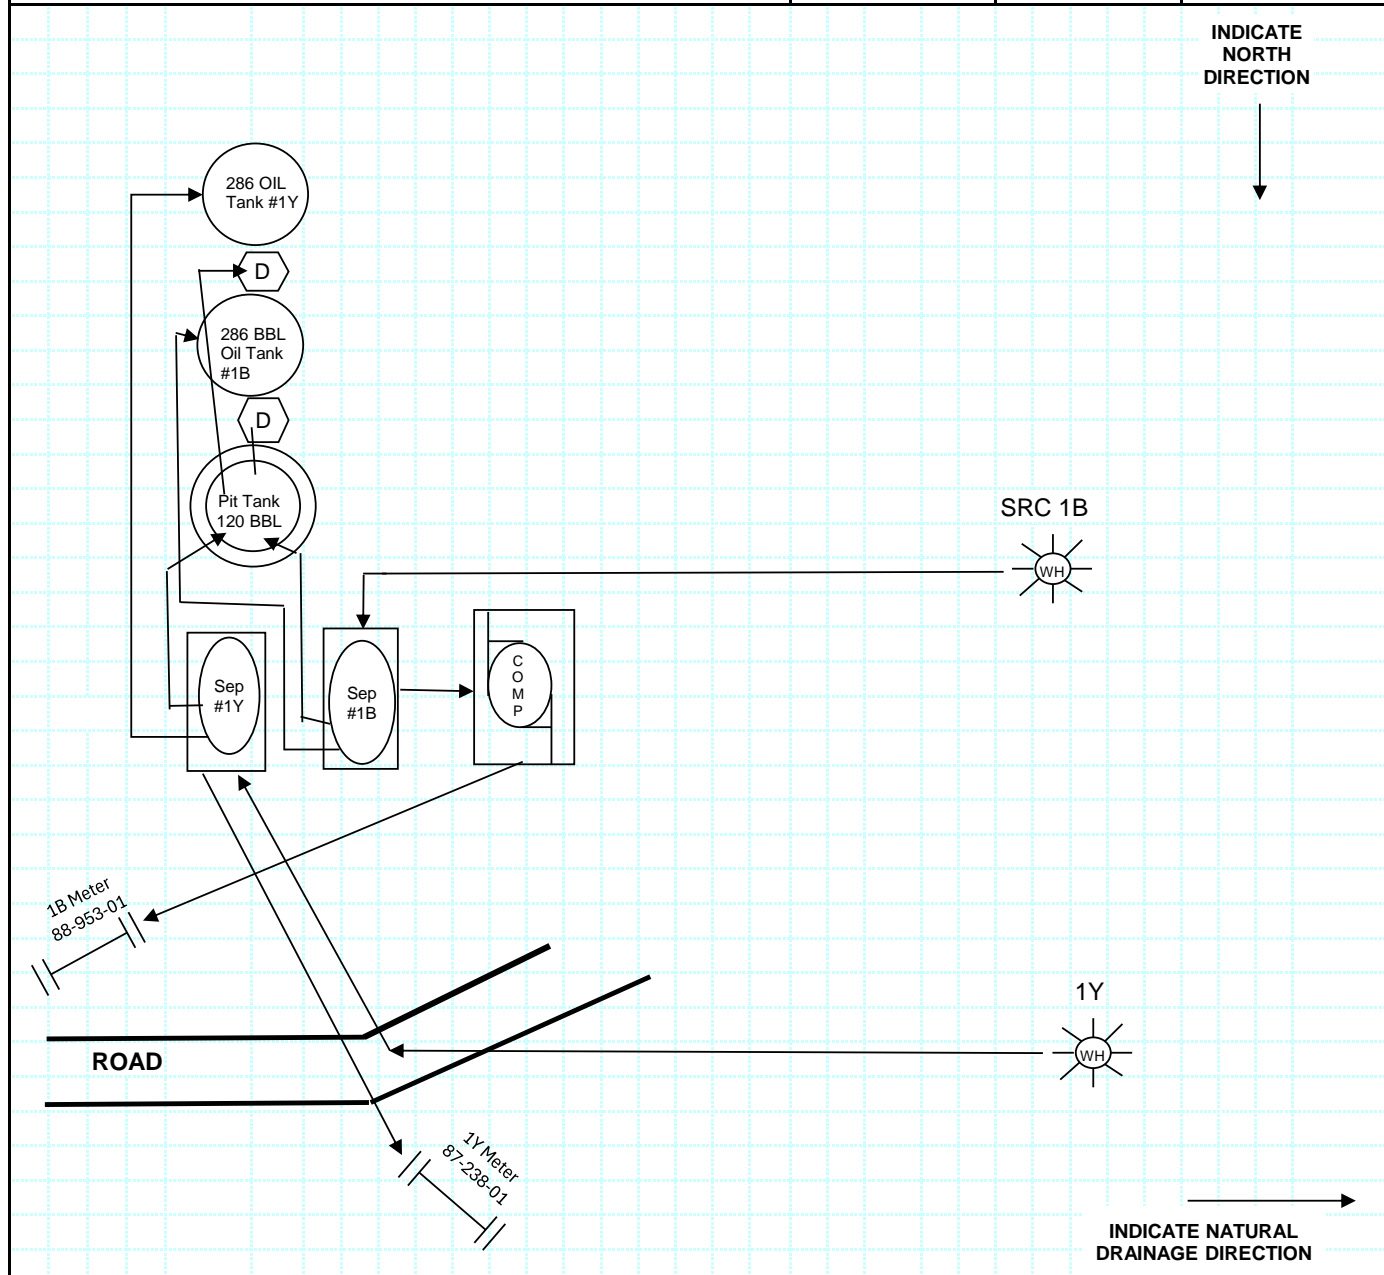 INDICATE
NORTH
DIRECTION
286 OIL
Tank #1Y
D
286 BBL
Oil Tank
#1B
D
Pit Tank
120 BBL
SRC 1B
WH
Sep
#1Y
Sep
#1B
C
O
M
P
1B Meter
88-953-01
ROAD
1Y
WH
1Y Meter
87-238-01
INDICATE NATURAL
DRAINAGE DIRECTION